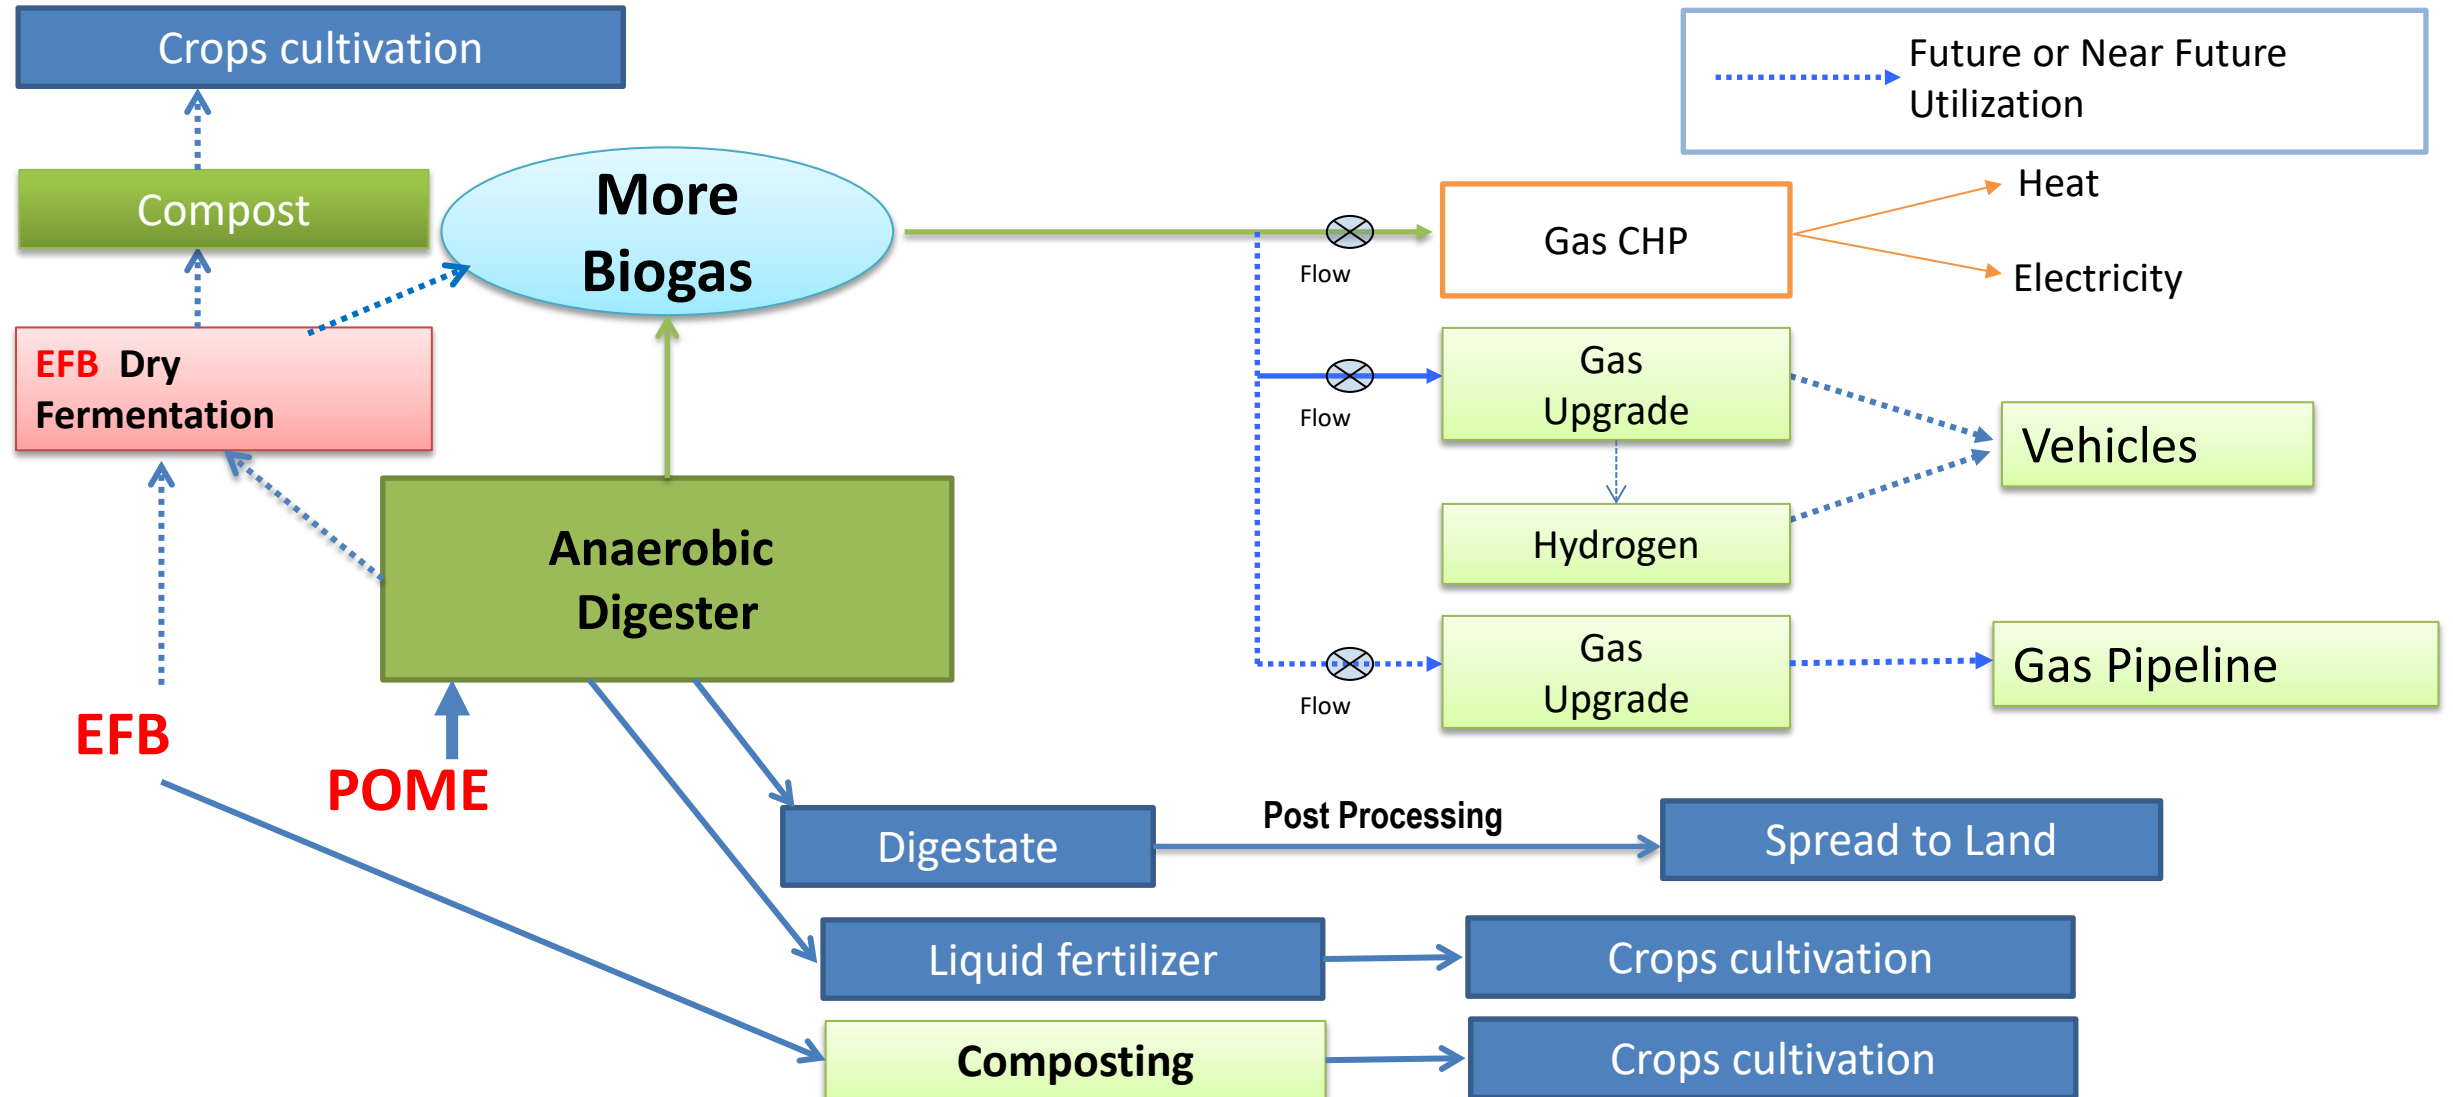 Crops cultivation
Future or Near Future
Utilization
Compost
More
Biogas
Flow
Gas CHP
Heat
Electricity
EFB Dry
Fermentation
Flow
Gas
Upgrade
Vehicles
Anaerobic
Digester
Hydrogen
Flow
Gas
Upgrade
Gas Pipeline
EFB
POME
Digestate
Post Processing
Spread to Land
Liquid fertilizer
Crops cultivation
Composting
Crops cultivation